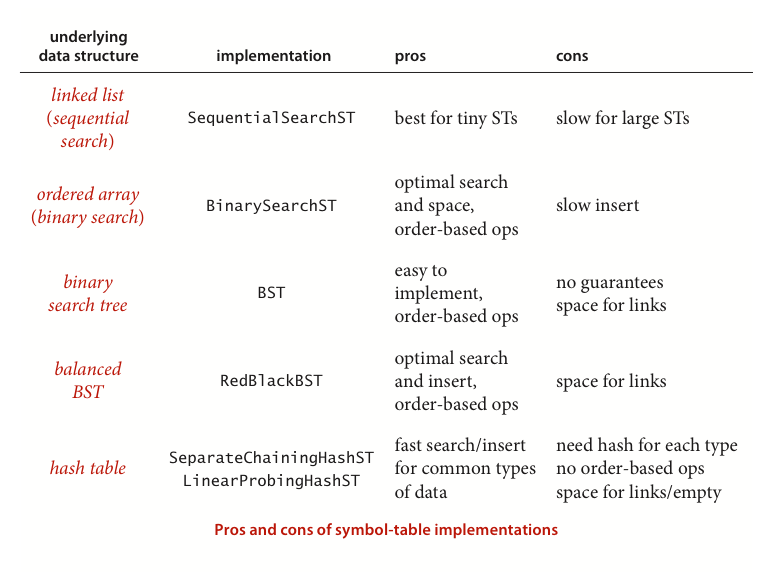 underlying
data structure implementation pros cons
linked list
(sequential
search) SequentialSearchST best for tiny STs slow for large STs
ordered array
(binary search) BinarySearchST optimal search
and space,
order-based ops slow insert
binary
search tree BST easy to
implement,
order-based ops no guarantees
space for links
balanced
BST RedBlackBST optimal search
and insert,
order-based ops space for links
hash table SeparateChainingHashST
LinearProbingHashST fast search/insert
for common types
of data need hash for each type
no order-based ops
space for links/empty
Pros and cons of symbol-table implementations